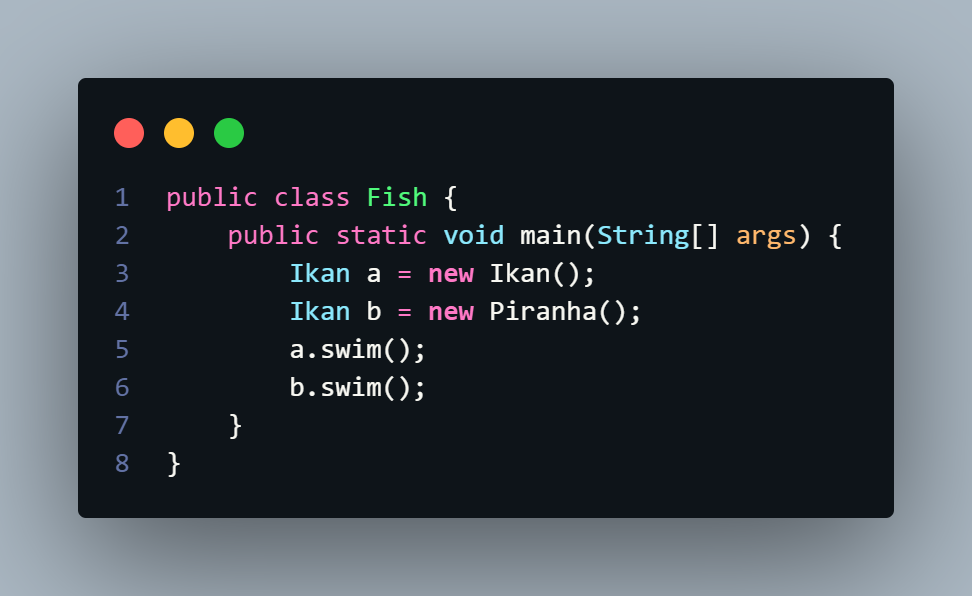 1 public class Fish {
2     public static void main(String[] args) {
3         Ikan a = new Ikan();
4         Ikan b = new Piranha();
5         a.swim();
6         b.swim();
7     }
8 }